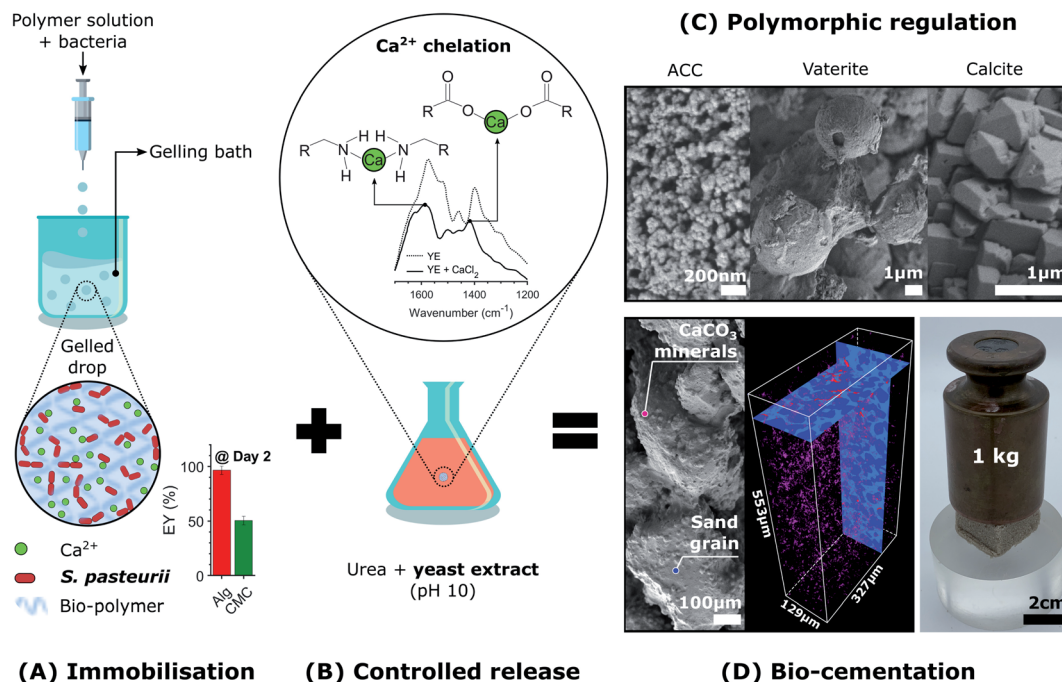 Polymer solution
+ bacteria
Gelling bath
Gelled
drop
@ Day 2
EY (%)
100
50
0
Alg
CMC
Ca²⁺
S. pasteurii
Bio-polymer
(A) Immobilisation
Ca²⁺ chelation
O
O
R
O
Ca
O
R
H
H
R
N
Ca
N
R
H
H
YE
YE + CaCl₂
1600
1400
1200
Wavenumber (cm⁻¹)
Urea + yeast extract
(pH 10)
(B) Controlled release
(C) Polymorphic regulation
ACC
Vaterite
Calcite
200nm
1µm
1µm
CaCO₃
minerals
Sand
grain
100µm
553µm
129µm
327µm
1 kg
2cm
(D) Bio-cementation